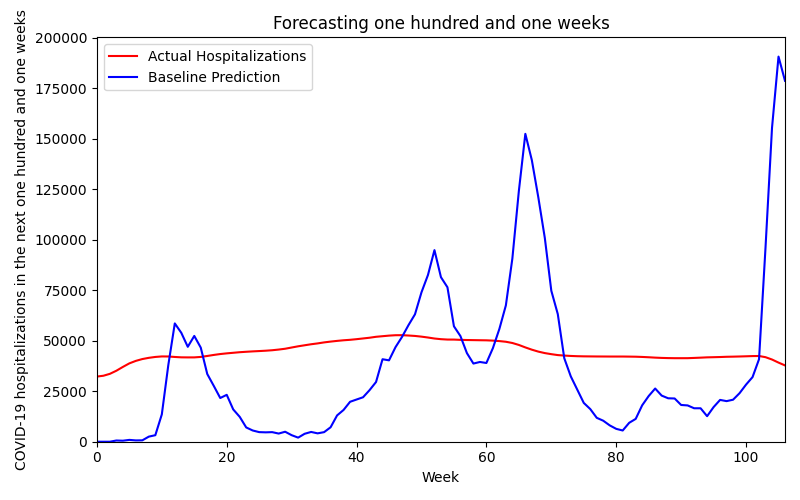 Forecasting one hundred and one weeks
Actual Hospitalizations
Baseline Prediction
COVID-19 hospitalizations in the next one hundred and one weeks
200000
175000
150000
125000
100000
75000
50000
25000
0
0 20 40 60 80 100
Week